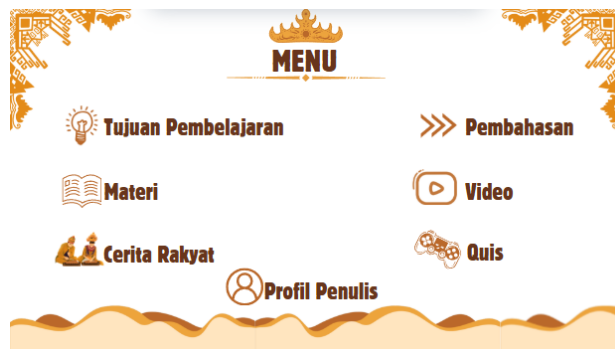 MENU
Tujuan Pembelajaran
Pembahasan
Materi
Video
Cerita Rakyat
Quis
Profil Penulis